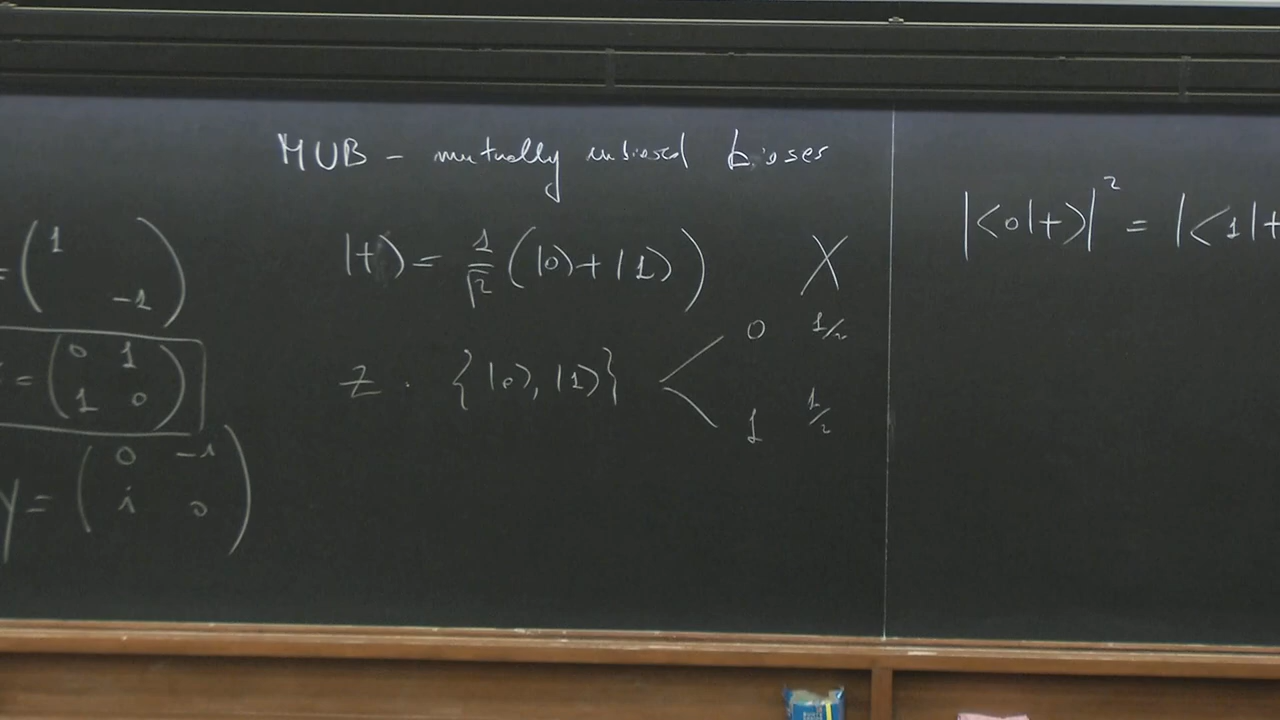 MUB - mutually unbiased bases
= ( 1
-1 )
= ( 0 1
1 0 )
Y = ( 0 -i
i 0 )
|+⟩ = 1/√2 ( |0⟩ + |1⟩ ) X
Z . { |0⟩, |1⟩ } < 0 1/2
1 1/2
|<0|+>|² = |<1|+